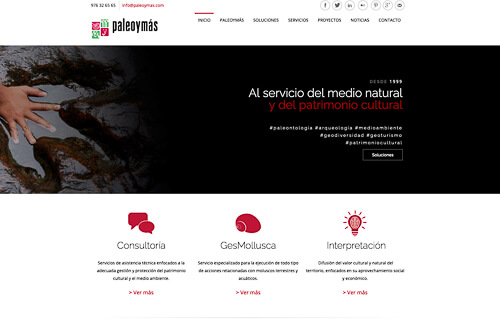 976 32 65 65 info@paleoymas.com
paleoymás
INICIO PALEOYMÁS SOLUCIONES SERVICIOS PROYECTOS NOTICIAS CONTACTO
DESDE 1999
Al servicio del medio natural
y del patrimonio cultural
#paleontología #arqueología #medioambiente
#geodiversidad #geoturismo
#patrimoniocultural
Soluciones
Consultoría
Servicios de asistencia técnica enfocados a la
adecuada gestión y protección del patrimonio
cultural y el medio ambiente.
> Ver más
GesMollusca
Servicio especializado para la ejecución de todo tipo
de acciones relacionadas con moluscos terrestres y
acuáticos.
> Ver más
Interpretación
Difusión del valor cultural y natural del
territorio, enfocados en su aprovechamiento social
y económico.
> Ver más